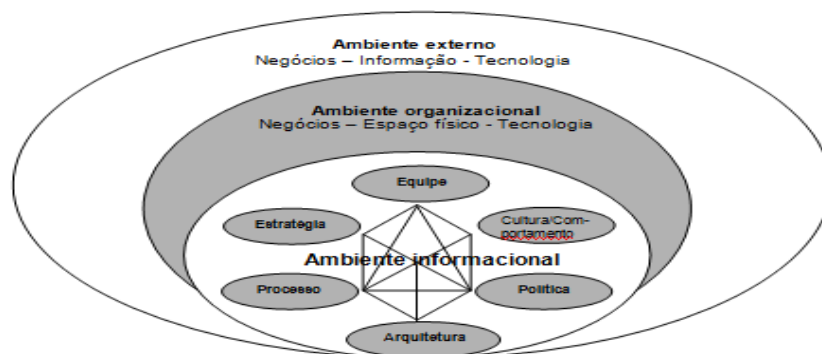 Ambiente externo
Negócios – Informação - Tecnologia
Ambiente organizacional
Negócios – Espaço físico - Tecnologia
Equipe
Estratégia
Cultura/Com-
portamento
Ambiente informacional
Processo
Política
Arquitetura